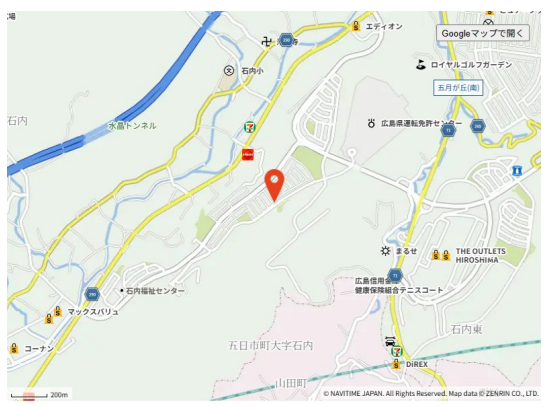 エディオン
Googleマップで開く
298
石内小
ロイヤルゴルフガーデン
五月が丘(南)
石内
水晶トンネル
広島県運転免許センター
71
まるせ
THE OUTLETS
HIROSHIMA
広島信用金
健康保険組合テニスコート
71
石内福祉センター
290
マックスバリュ
石内東
五日市町大字石内
コーナン
DiREX
山田町
200m
© NAVITIME JAPAN. All Rights Reserved. Map data © ZENRIN CO., LTD.